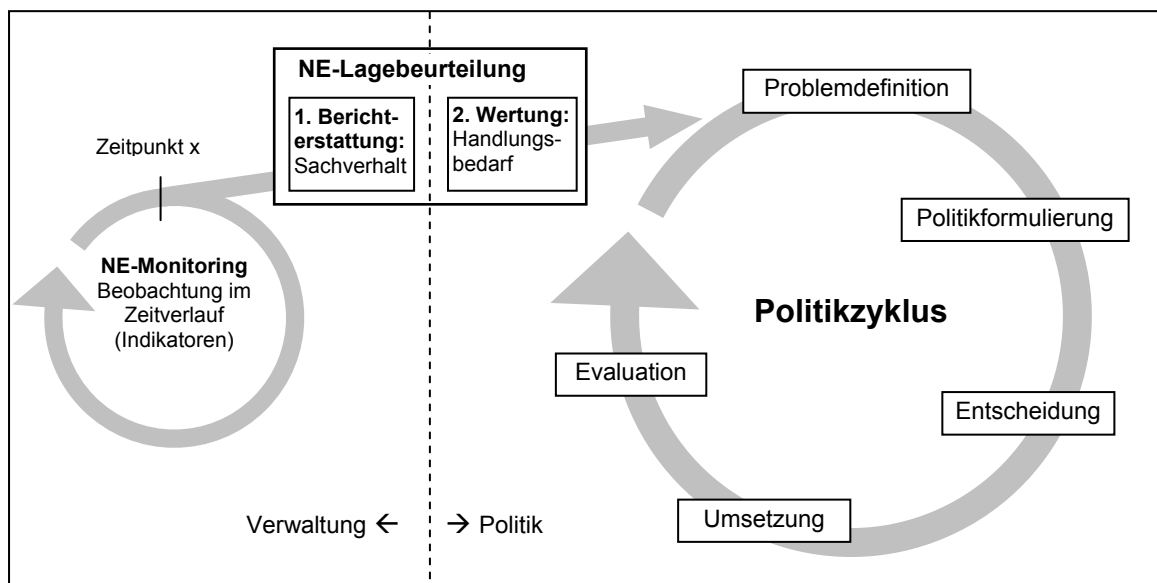 NE-Lagebeurteilung
1. Bericht-
erstattung:
Sachverhalt
2. Wertung:
Handlungs-
bedarf
Zeitpunkt x
NE-Monitoring
Beobachtung im
Zeitverlauf
(Indikatoren)
Problemdefinition
Politikformulierung
Politikzyklus
Evaluation
Entscheidung
Umsetzung
Verwaltung ← → Politik